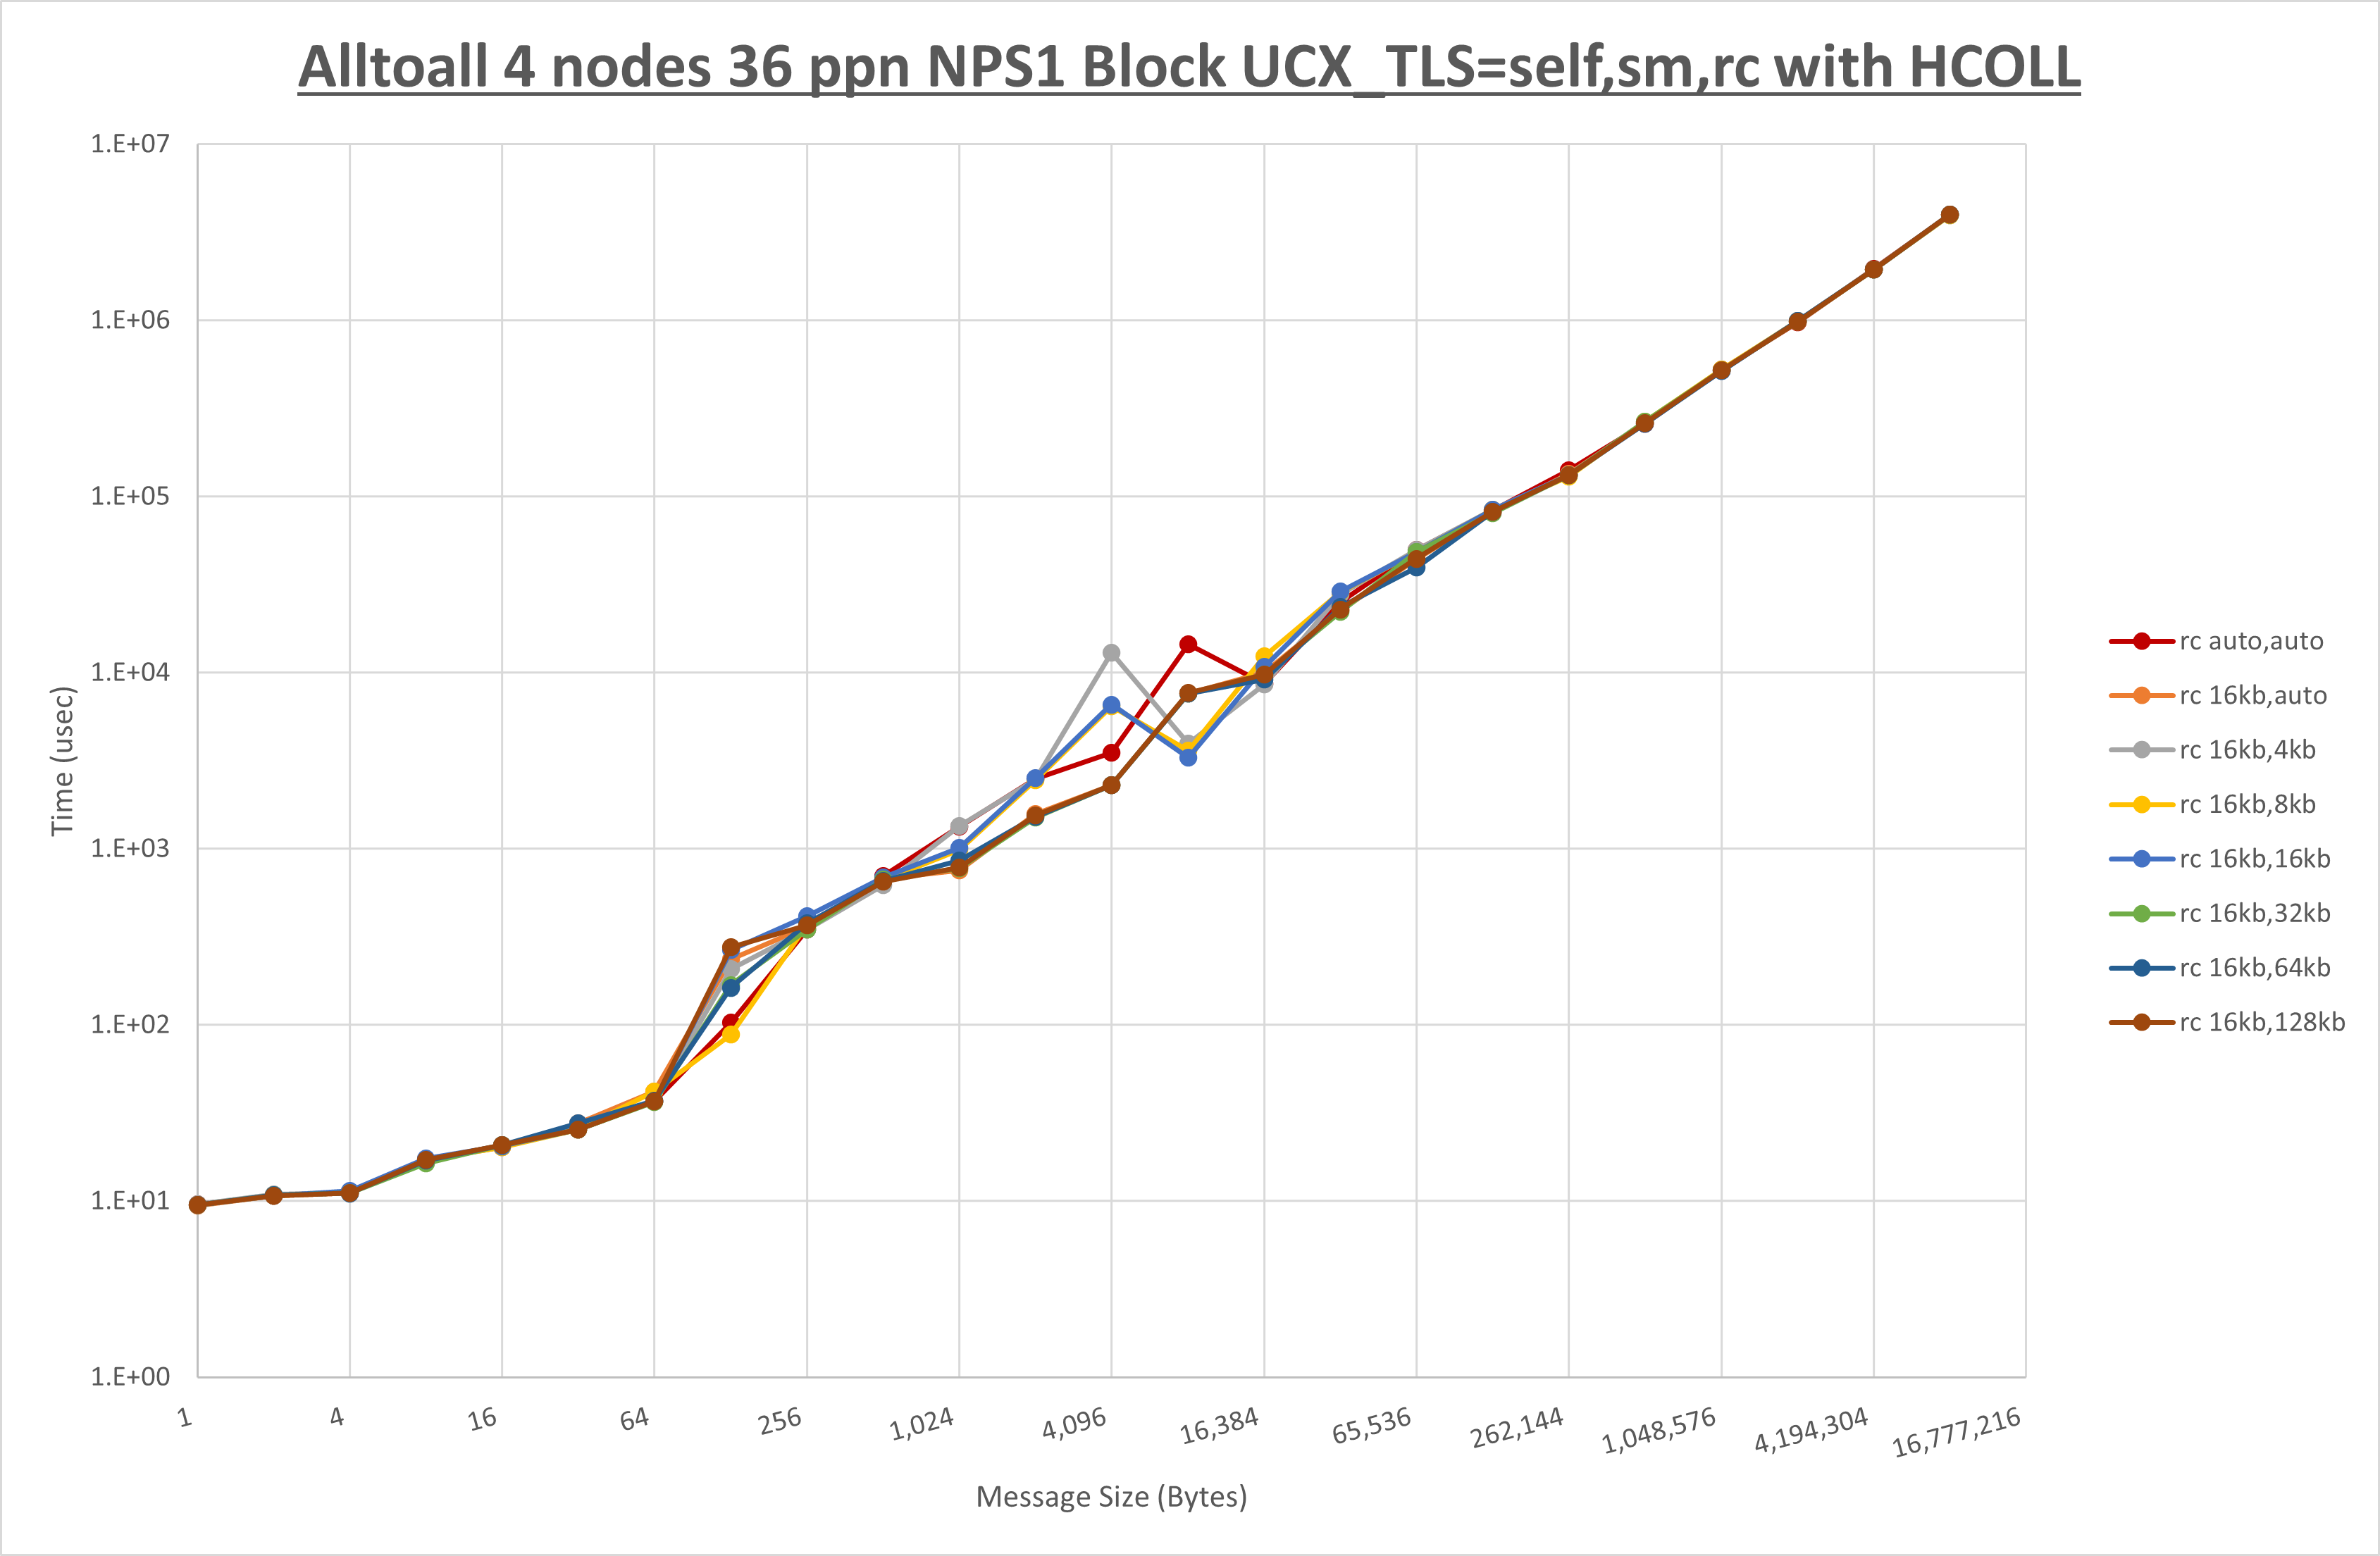 Alltoall 4 nodes 36 ppn NPS1 Block UCX_TLS=self,sm,rc with HCOLL
1.E+07
1.E+06
1.E+05
1.E+04
1.E+03
1.E+02
1.E+01
1.E+00
Time (usec)
1 4 16 64 256 1,024 4,096 16,384 65,536 262,144 1,048,576 4,194,304 16,777,216
Message Size (Bytes)
rc auto,auto
rc 16kb,auto
rc 16kb,4kb
rc 16kb,8kb
rc 16kb,16kb
rc 16kb,32kb
rc 16kb,64kb
rc 16kb,128kb